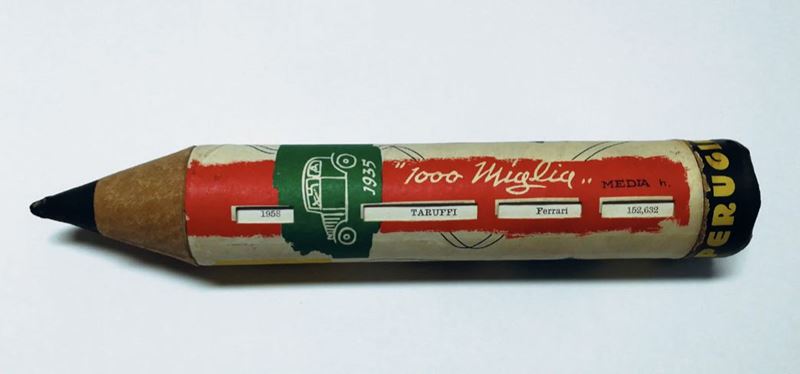 1935
"1000 Miglia"
MEDIA h.
1958
TARUFFI
Ferrari
152,632
PERUGI